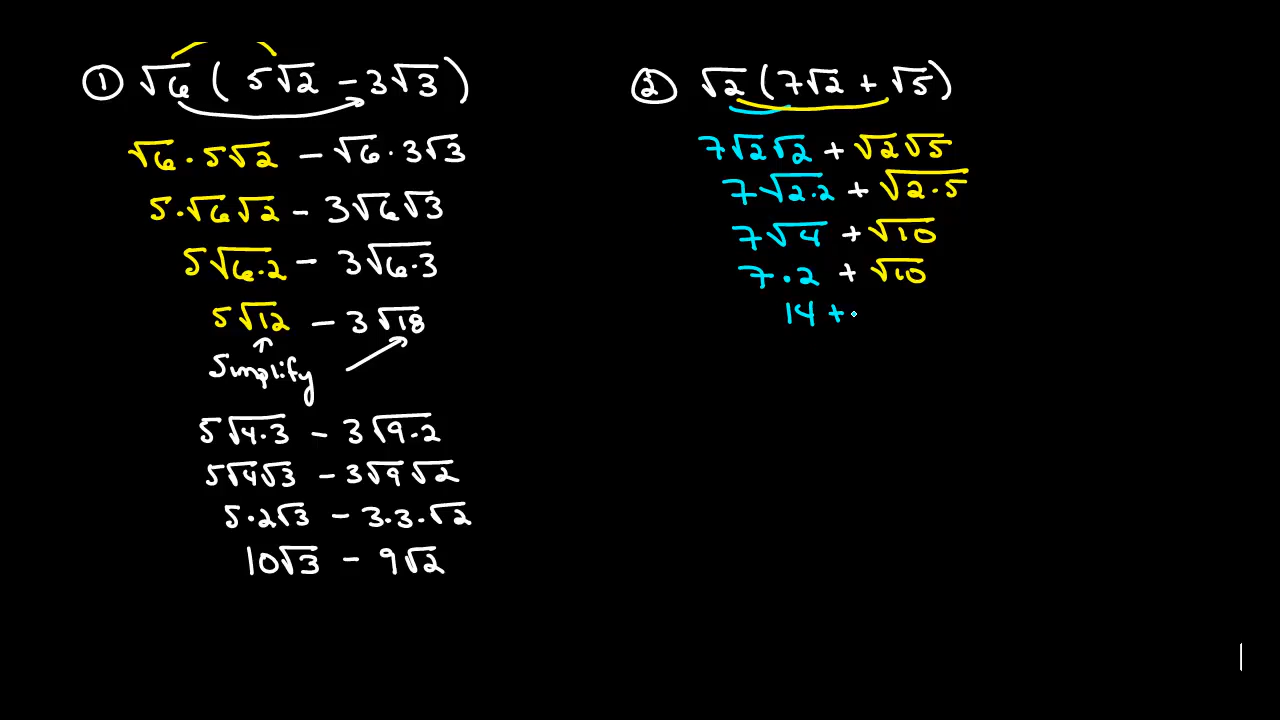 ① √6 ( 5√2 − 3√3 )
√6 · 5√2 − √6 · 3√3
5·√6√2 − 3√6√3
5√6·2 − 3√6·3
5√12 − 3√18
Simplify
5√4·3 − 3√9·2
5√4√3 − 3√9√2
5·2√3 − 3·3·√2
10√3 − 9√2
② √2 ( 7√2 + √5 )
7√2√2 + √2√5
7√2·2 + √2·5
7√4 + √10
7·2 + √10
14 +